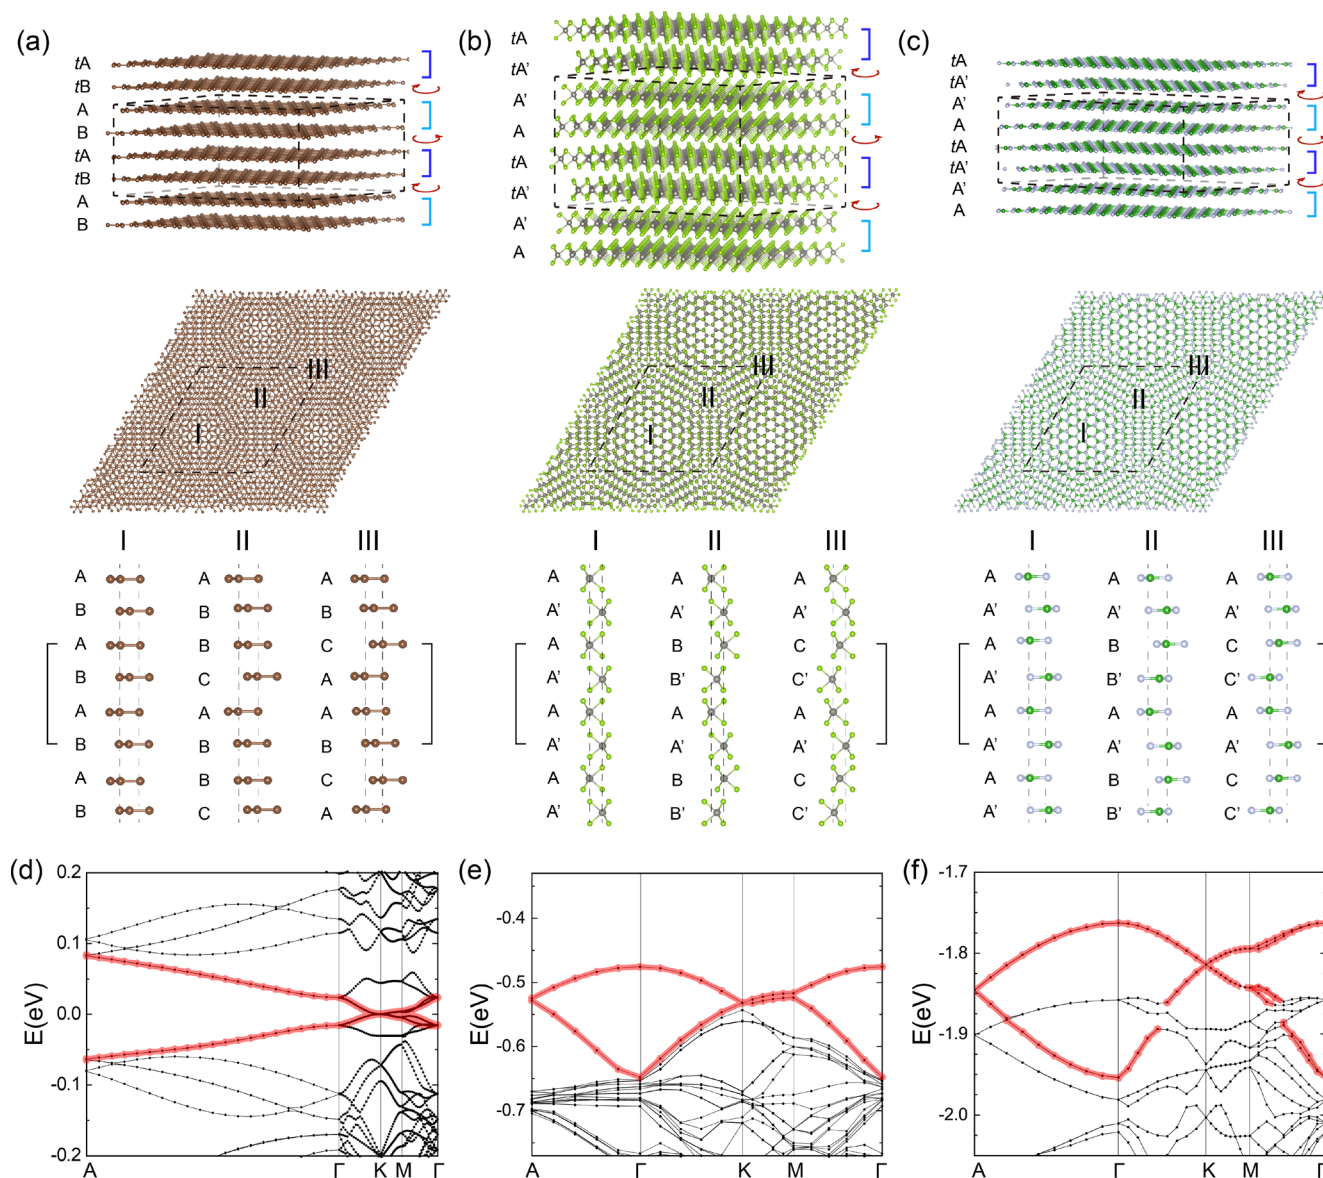 (a)
tA
tB
A
B
tA
tB
A
B
(b)
tA
tA’
A’
A
tA
tA’
A’
A
(c)
tA
tA’
A’
A
tA
tA’
A’
A
I
II
III
I
II
III
I
II
III
I II III
A A A
B B B
A B C
B C A
A A A
B B B
A B C
B C A
I II III
A A A
A’ A’ A’
A B C
A’ B’ C’
A A A
A’ A’ A’
A B C
A’ B’ C’
I II III
A A A
A’ A’ A’
A B C
A’ B’ C’
A A A
A’ A’ A’
A B C
A’ B’ C’
(d)
E(eV)
0.2
0.1
0.0
-0.1
-0.2
A Γ K M Γ
(e)
E(eV)
-0.4
-0.5
-0.6
-0.7
A Γ K M Γ
(f)
E(eV)
-1.7
-1.8
-1.9
-2.0
A Γ K M Γ